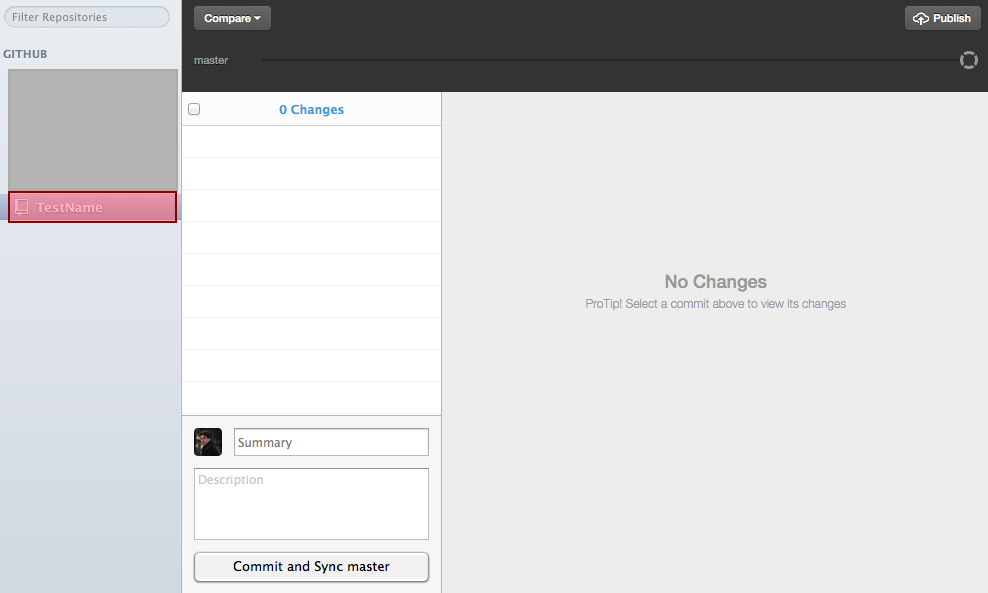 Filter Repositories
Compare
Publish
GITHUB
master
0 Changes
TestName
No Changes
ProTip! Select a commit above to view its changes
Summary
Description
Commit and Sync master